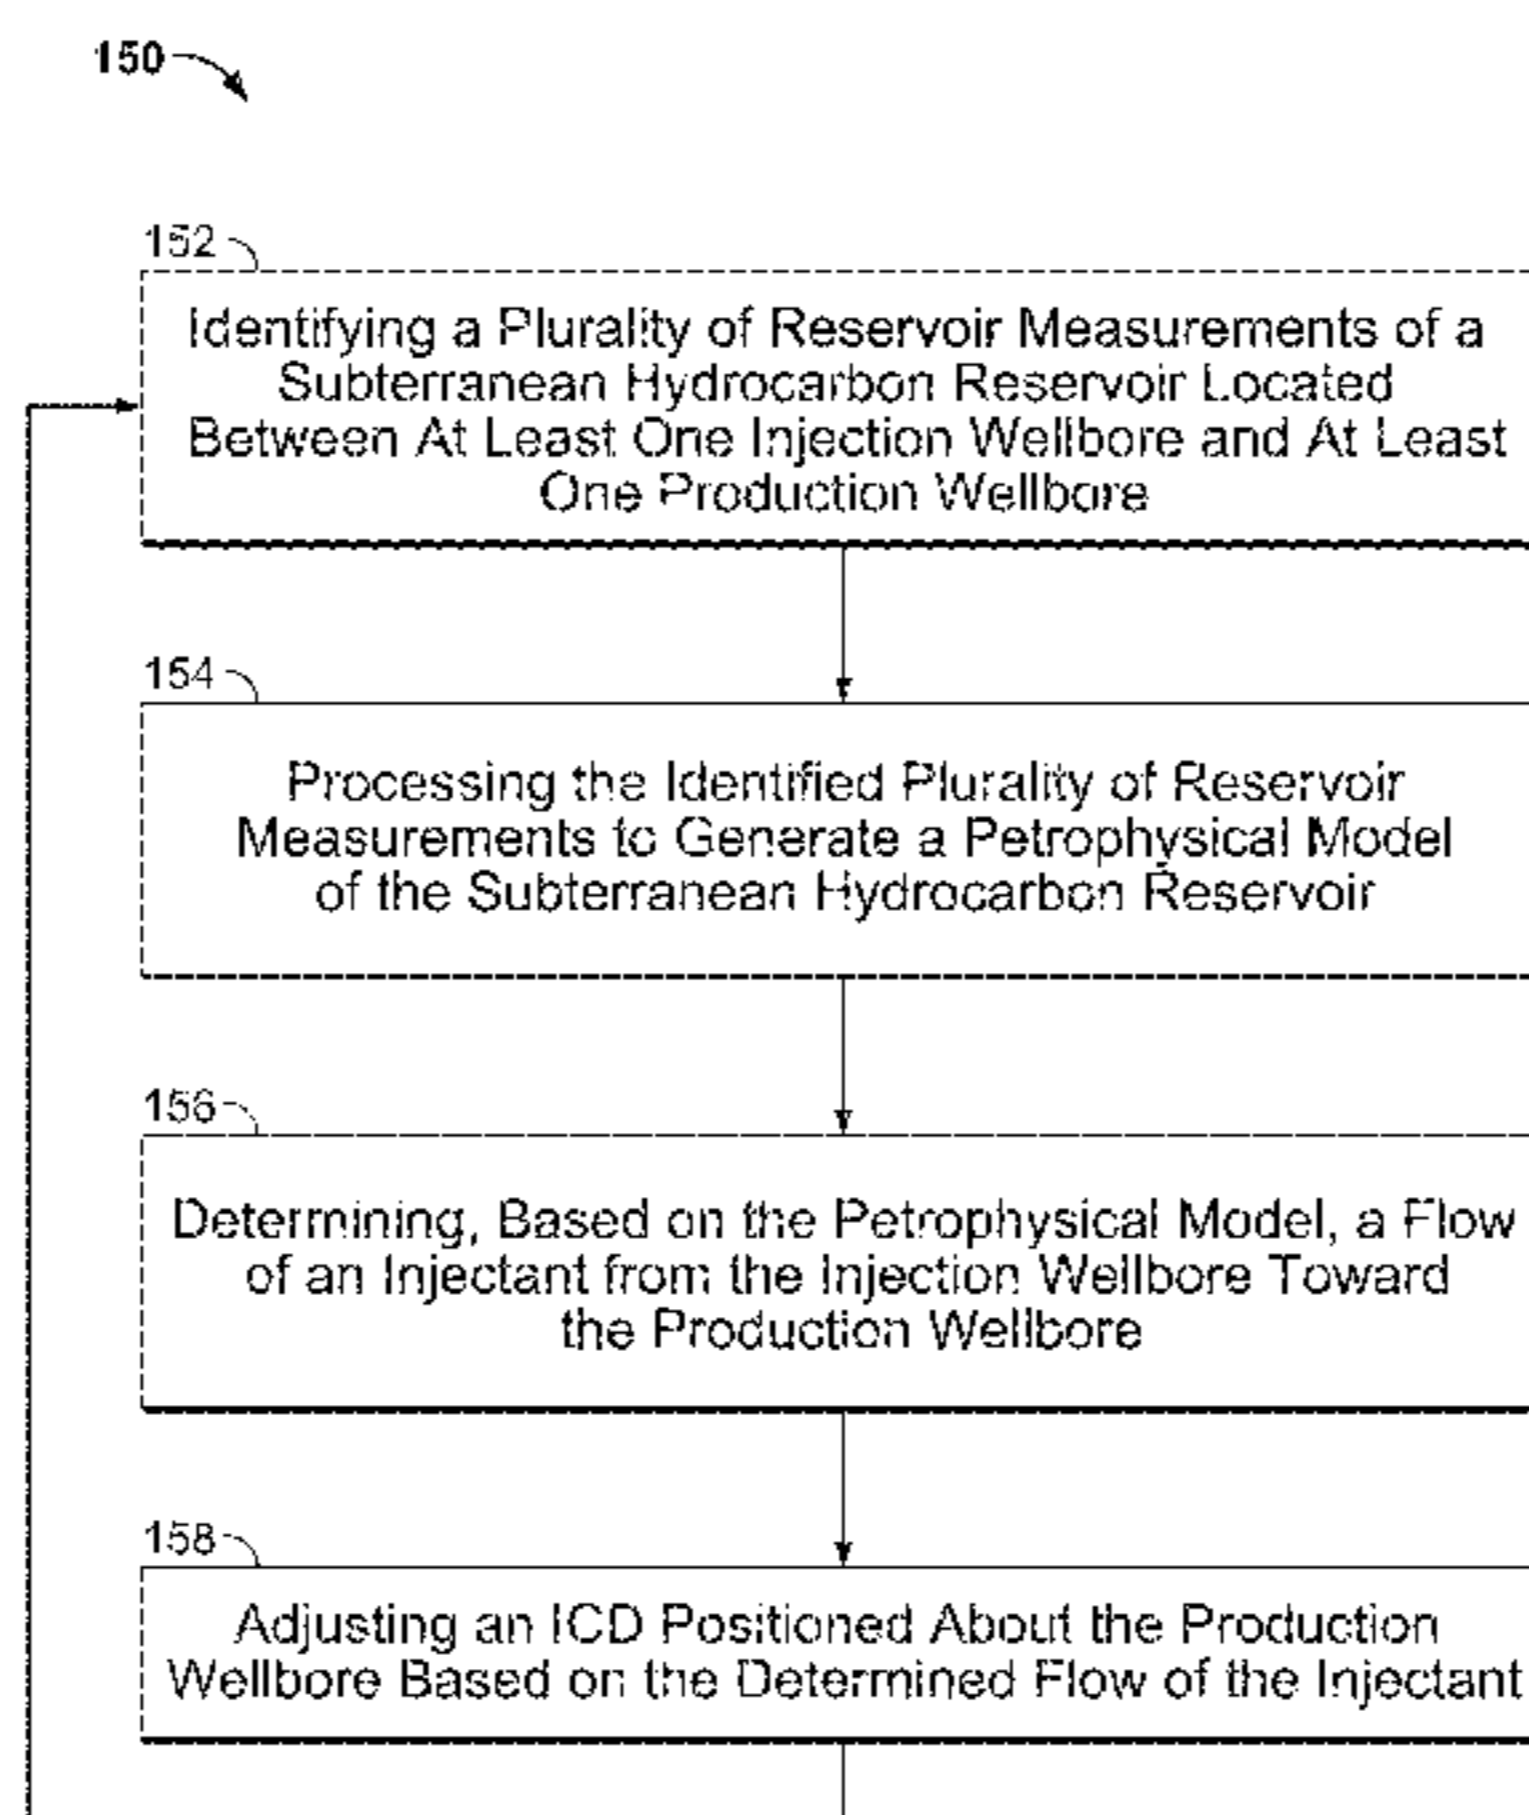 150
152
Identifying a Plurality of Reservoir Measurements of a
Subterranean Hydrocarbon Reservoir Located
Between At Least One Injection Wellbore and At Least
One Production Wellbore
154
Processing the Identified Plurality of Reservoir
Measurements to Generate a Petrophysical Model
of the Subterranean Hydrocarbon Reservoir
156
Determining, Based on the Petrophysical Model, a Flow
of an Injectant from the Injection Wellbore Toward
the Production Wellbore
158
Adjusting an ICD Positioned About the Production
Wellbore Based on the Determined Flow of the Injectant